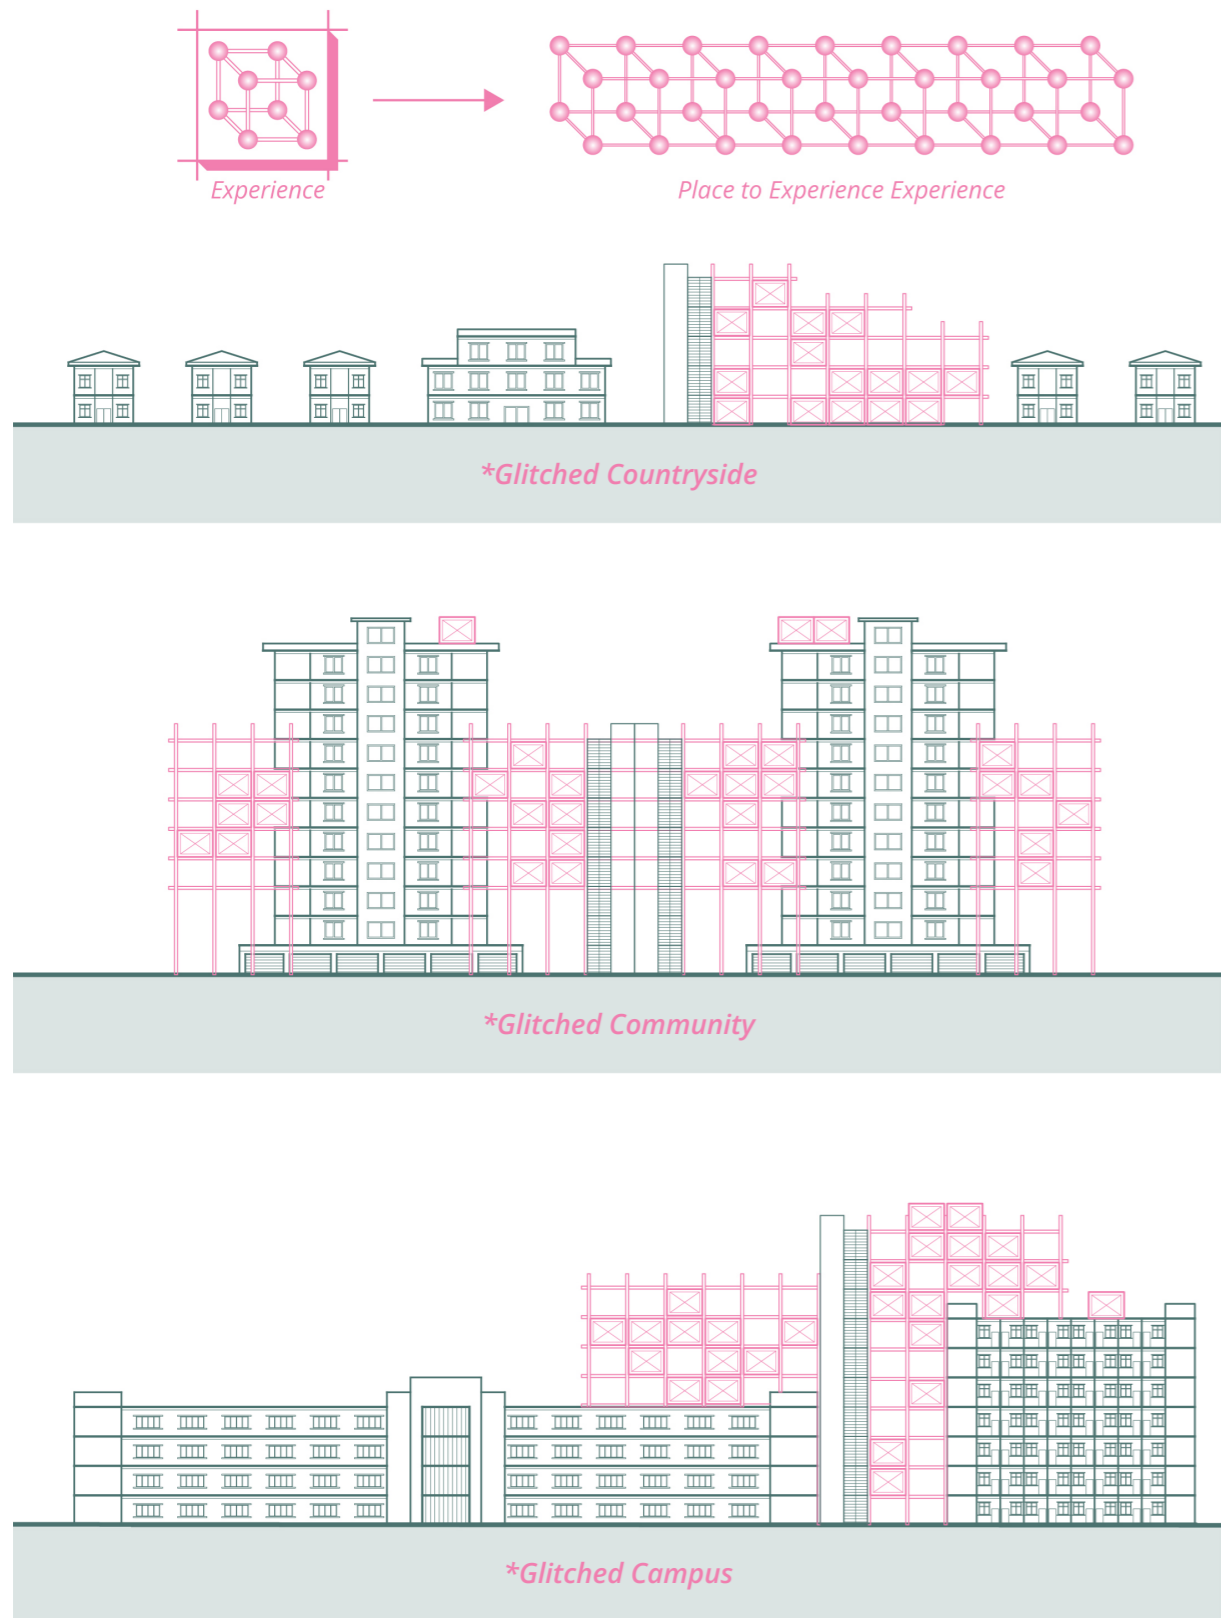 Experience
Place to Experience Experience
*Glitched Countryside
*Glitched Community
*Glitched Campus